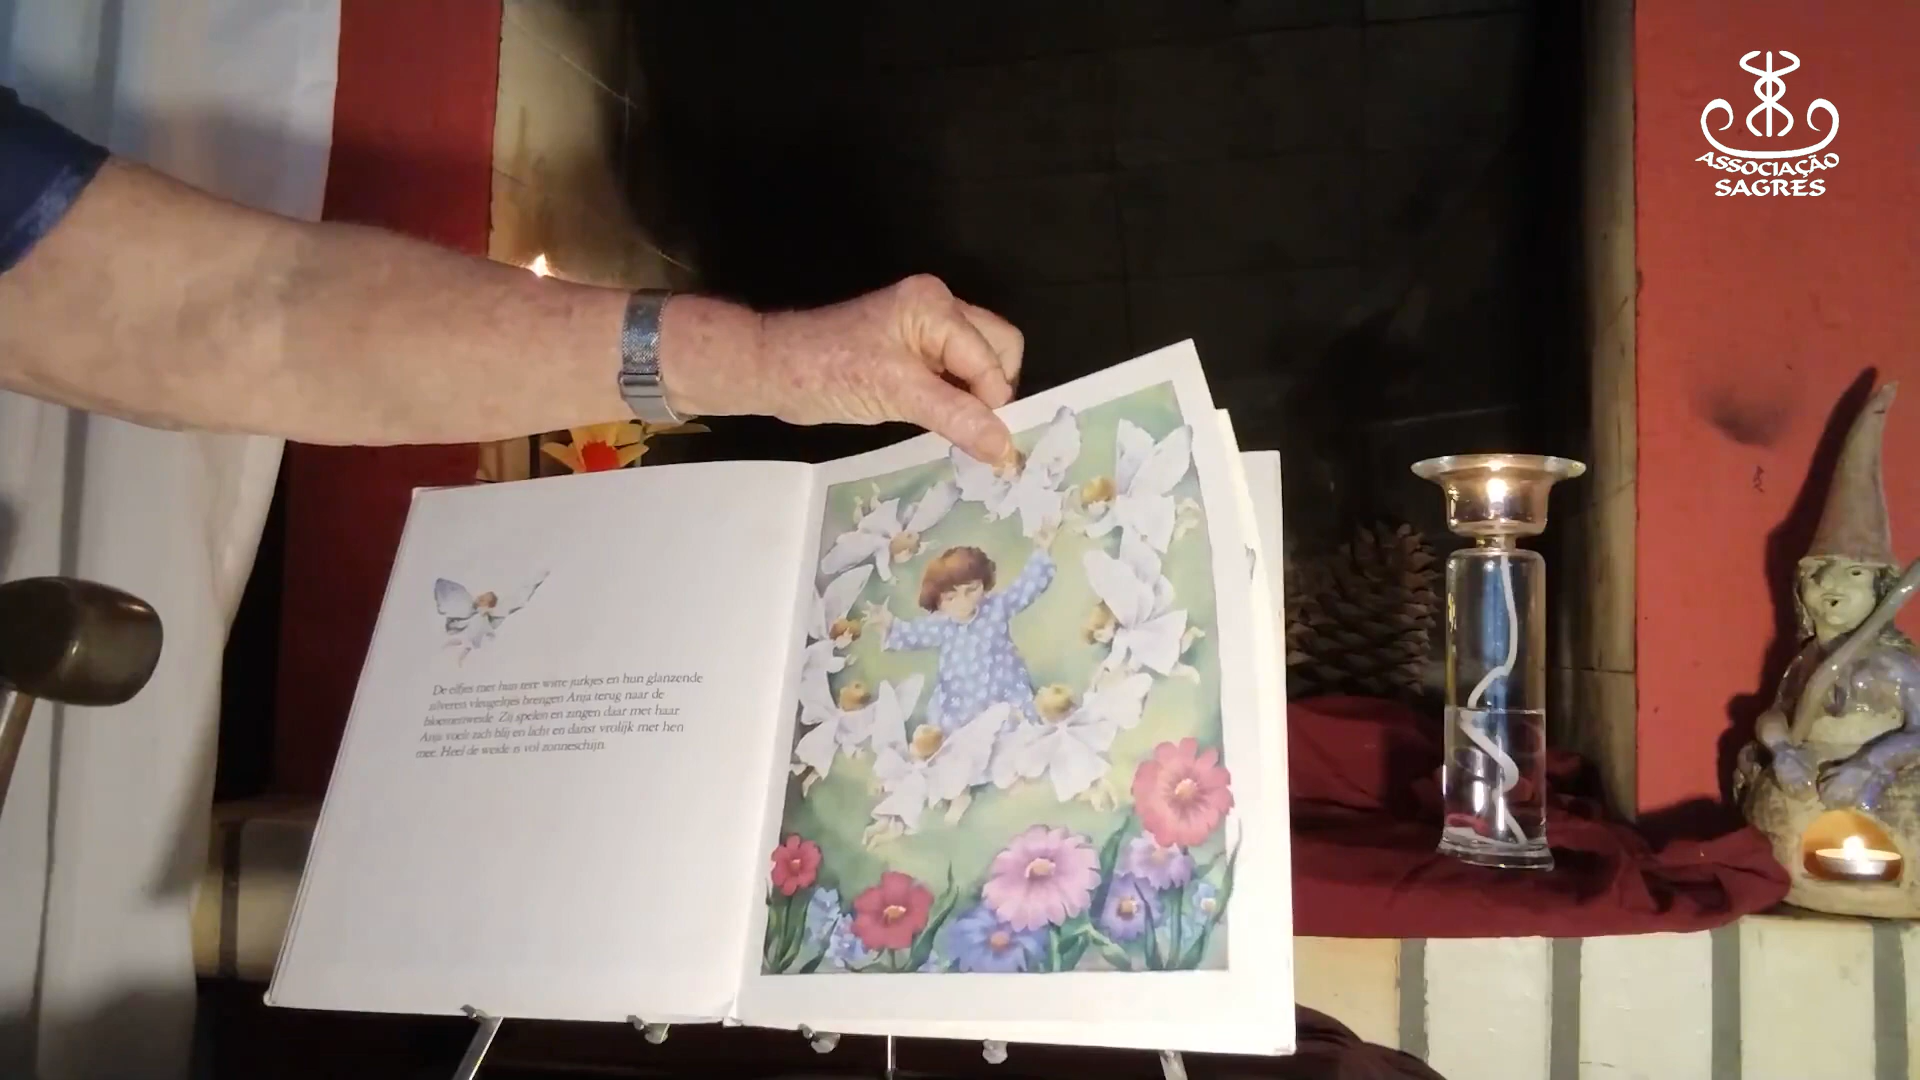 De elfjes met hun tere witte jurkjes en hun glanzende
zilveren vleugeltjes brengen Anja terug naar de
bloemenweide. Zij spelen en zingen daar met haar.
Anja voelt zich blij en licht en danst vrolijk met hen
mee. Heel de weide is vol zonneschijn.
ASSOCIAÇÃO
SAGRES